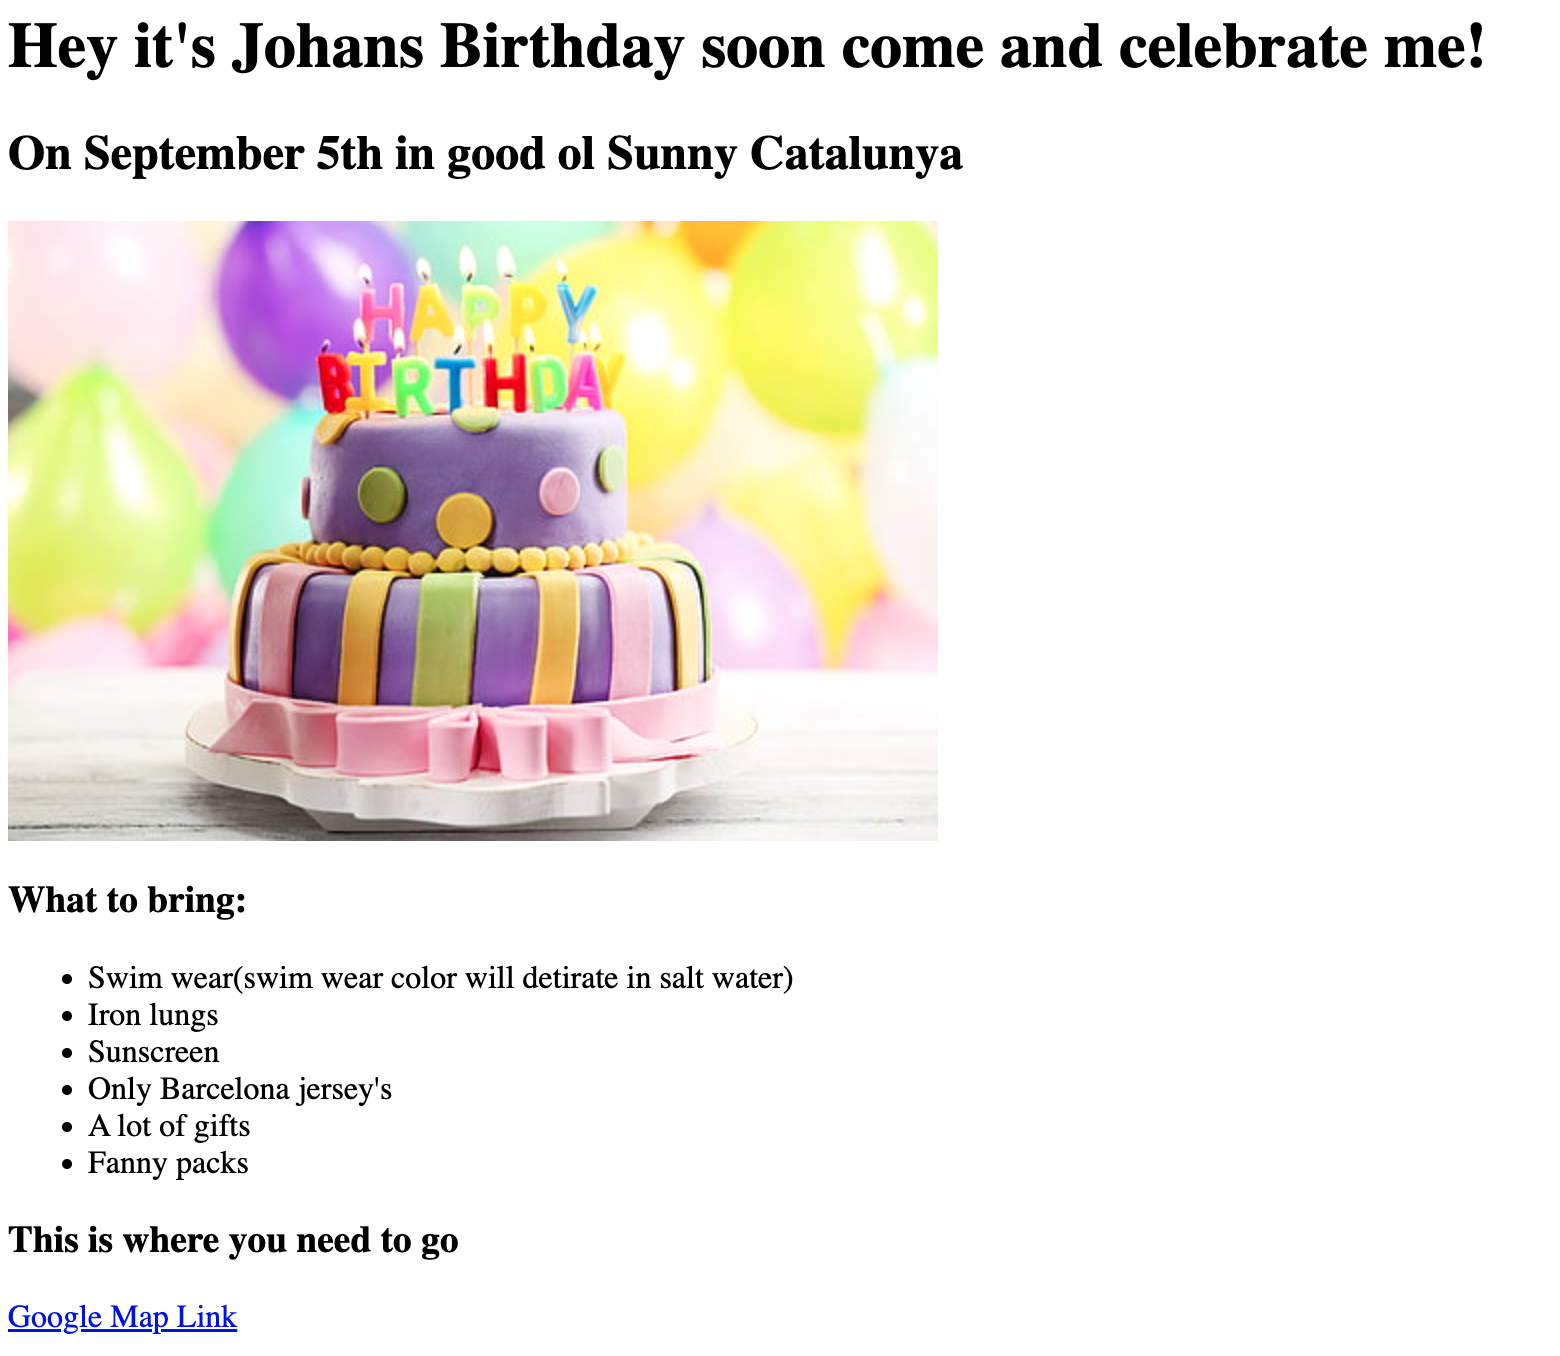 Hey it's Johans Birthday soon come and celebrate me!
On September 5th in good ol Sunny Catalunya
HAPPY
BIRTHDAY
What to bring:
Swim wear(swim wear color will detirate in salt water)
Iron lungs
Sunscreen
Only Barcelona jersey's
A lot of gifts
Fanny packs
This is where you need to go
Google Map Link